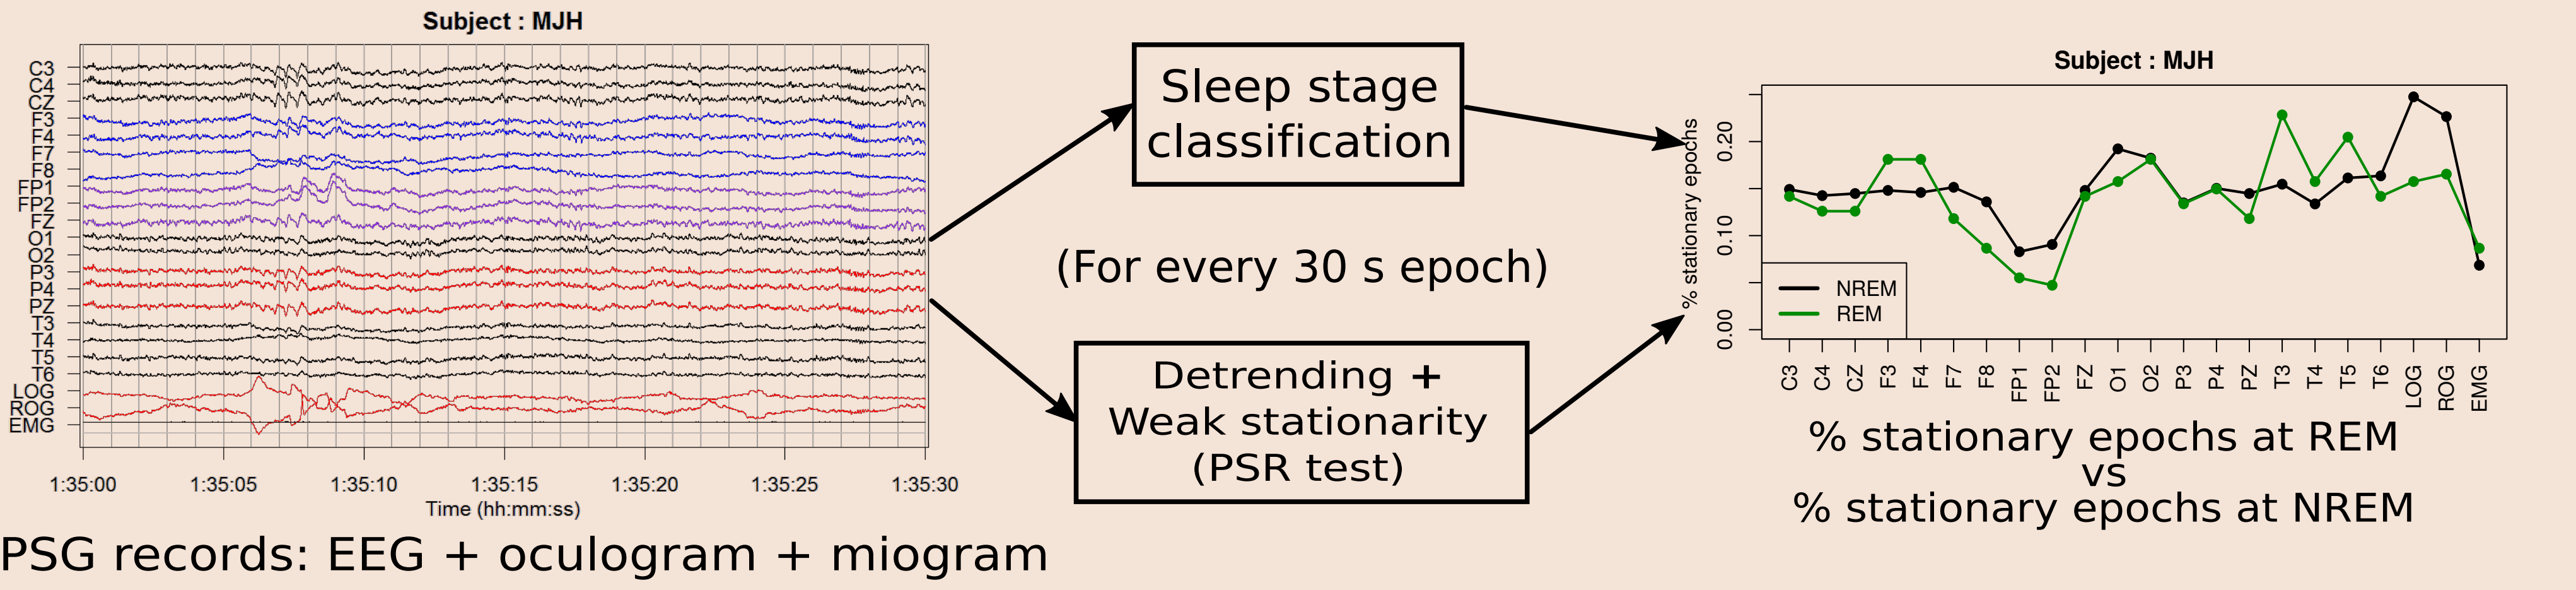 Subject : MJH
C3
C4
CZ
F3
F4
F7
F8
FP1
FP2
FZ
O1
O2
P3
P4
PZ
T3
T4
T5
T6
LOG
ROG
EMG
1:35:00 1:35:05 1:35:10 1:35:15 1:35:20 1:35:25 1:35:30
Time (hh:mm:ss)
PSG records: EEG + oculogram + miogram
Sleep stage
classification
(For every 30 s epoch)
Detrending +
Weak stationarity
(PSR test)
Subject : MJH
% stationary epochs
0.20
0.10
0.00
NREM
REM
C3 C4 CZ F3 F4 F7 F8 FP1 FP2 FZ O1 O2 P3 P4 PZ T3 T4 T5 T6 LOG ROG EMG
% stationary epochs at REM
vs
% stationary epochs at NREM